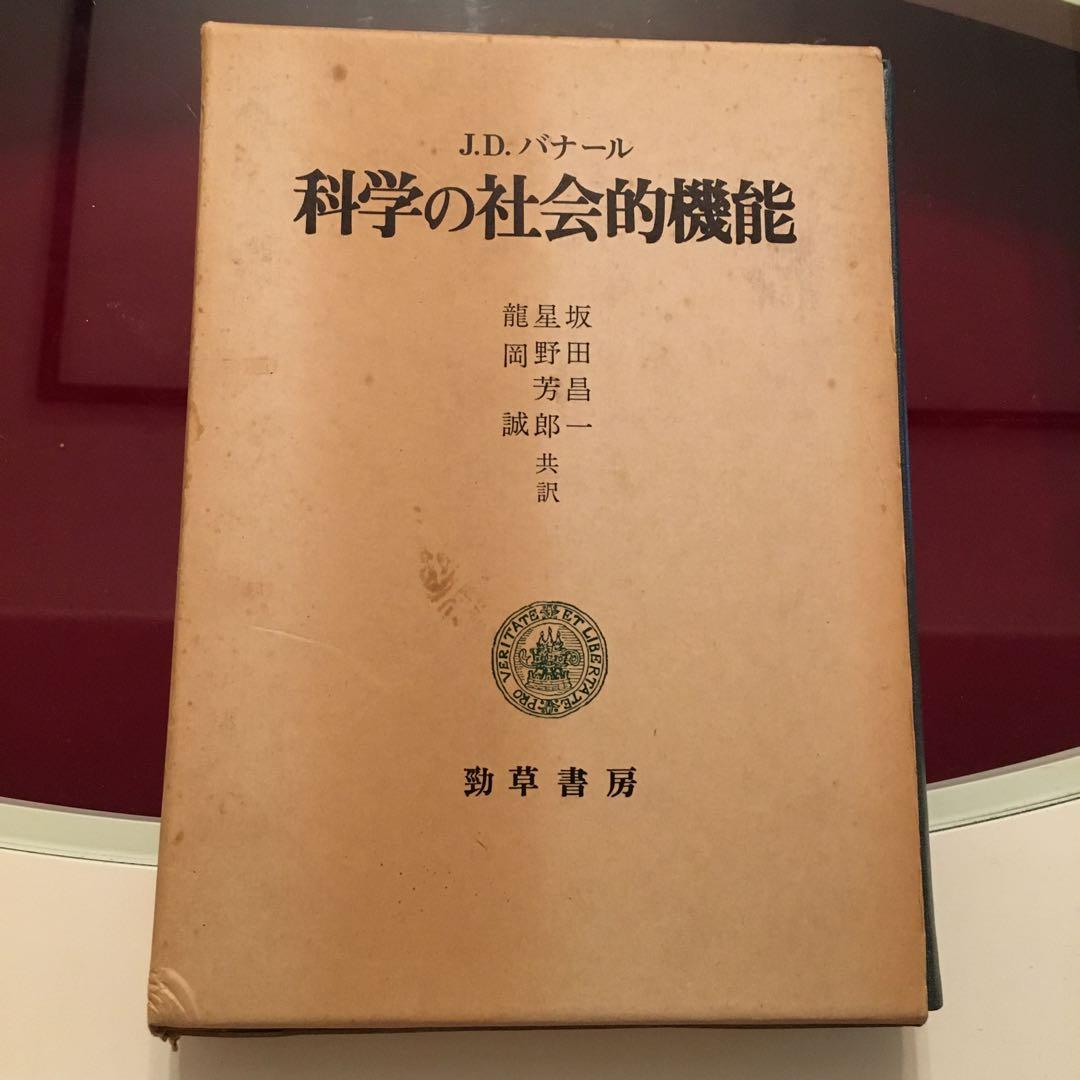 J.D. バナール
科学の社会的機能
坂田昌一
星野芳郎
龍岡誠
共訳
PRO VERITATE ET LIBERTATE
勁草書房